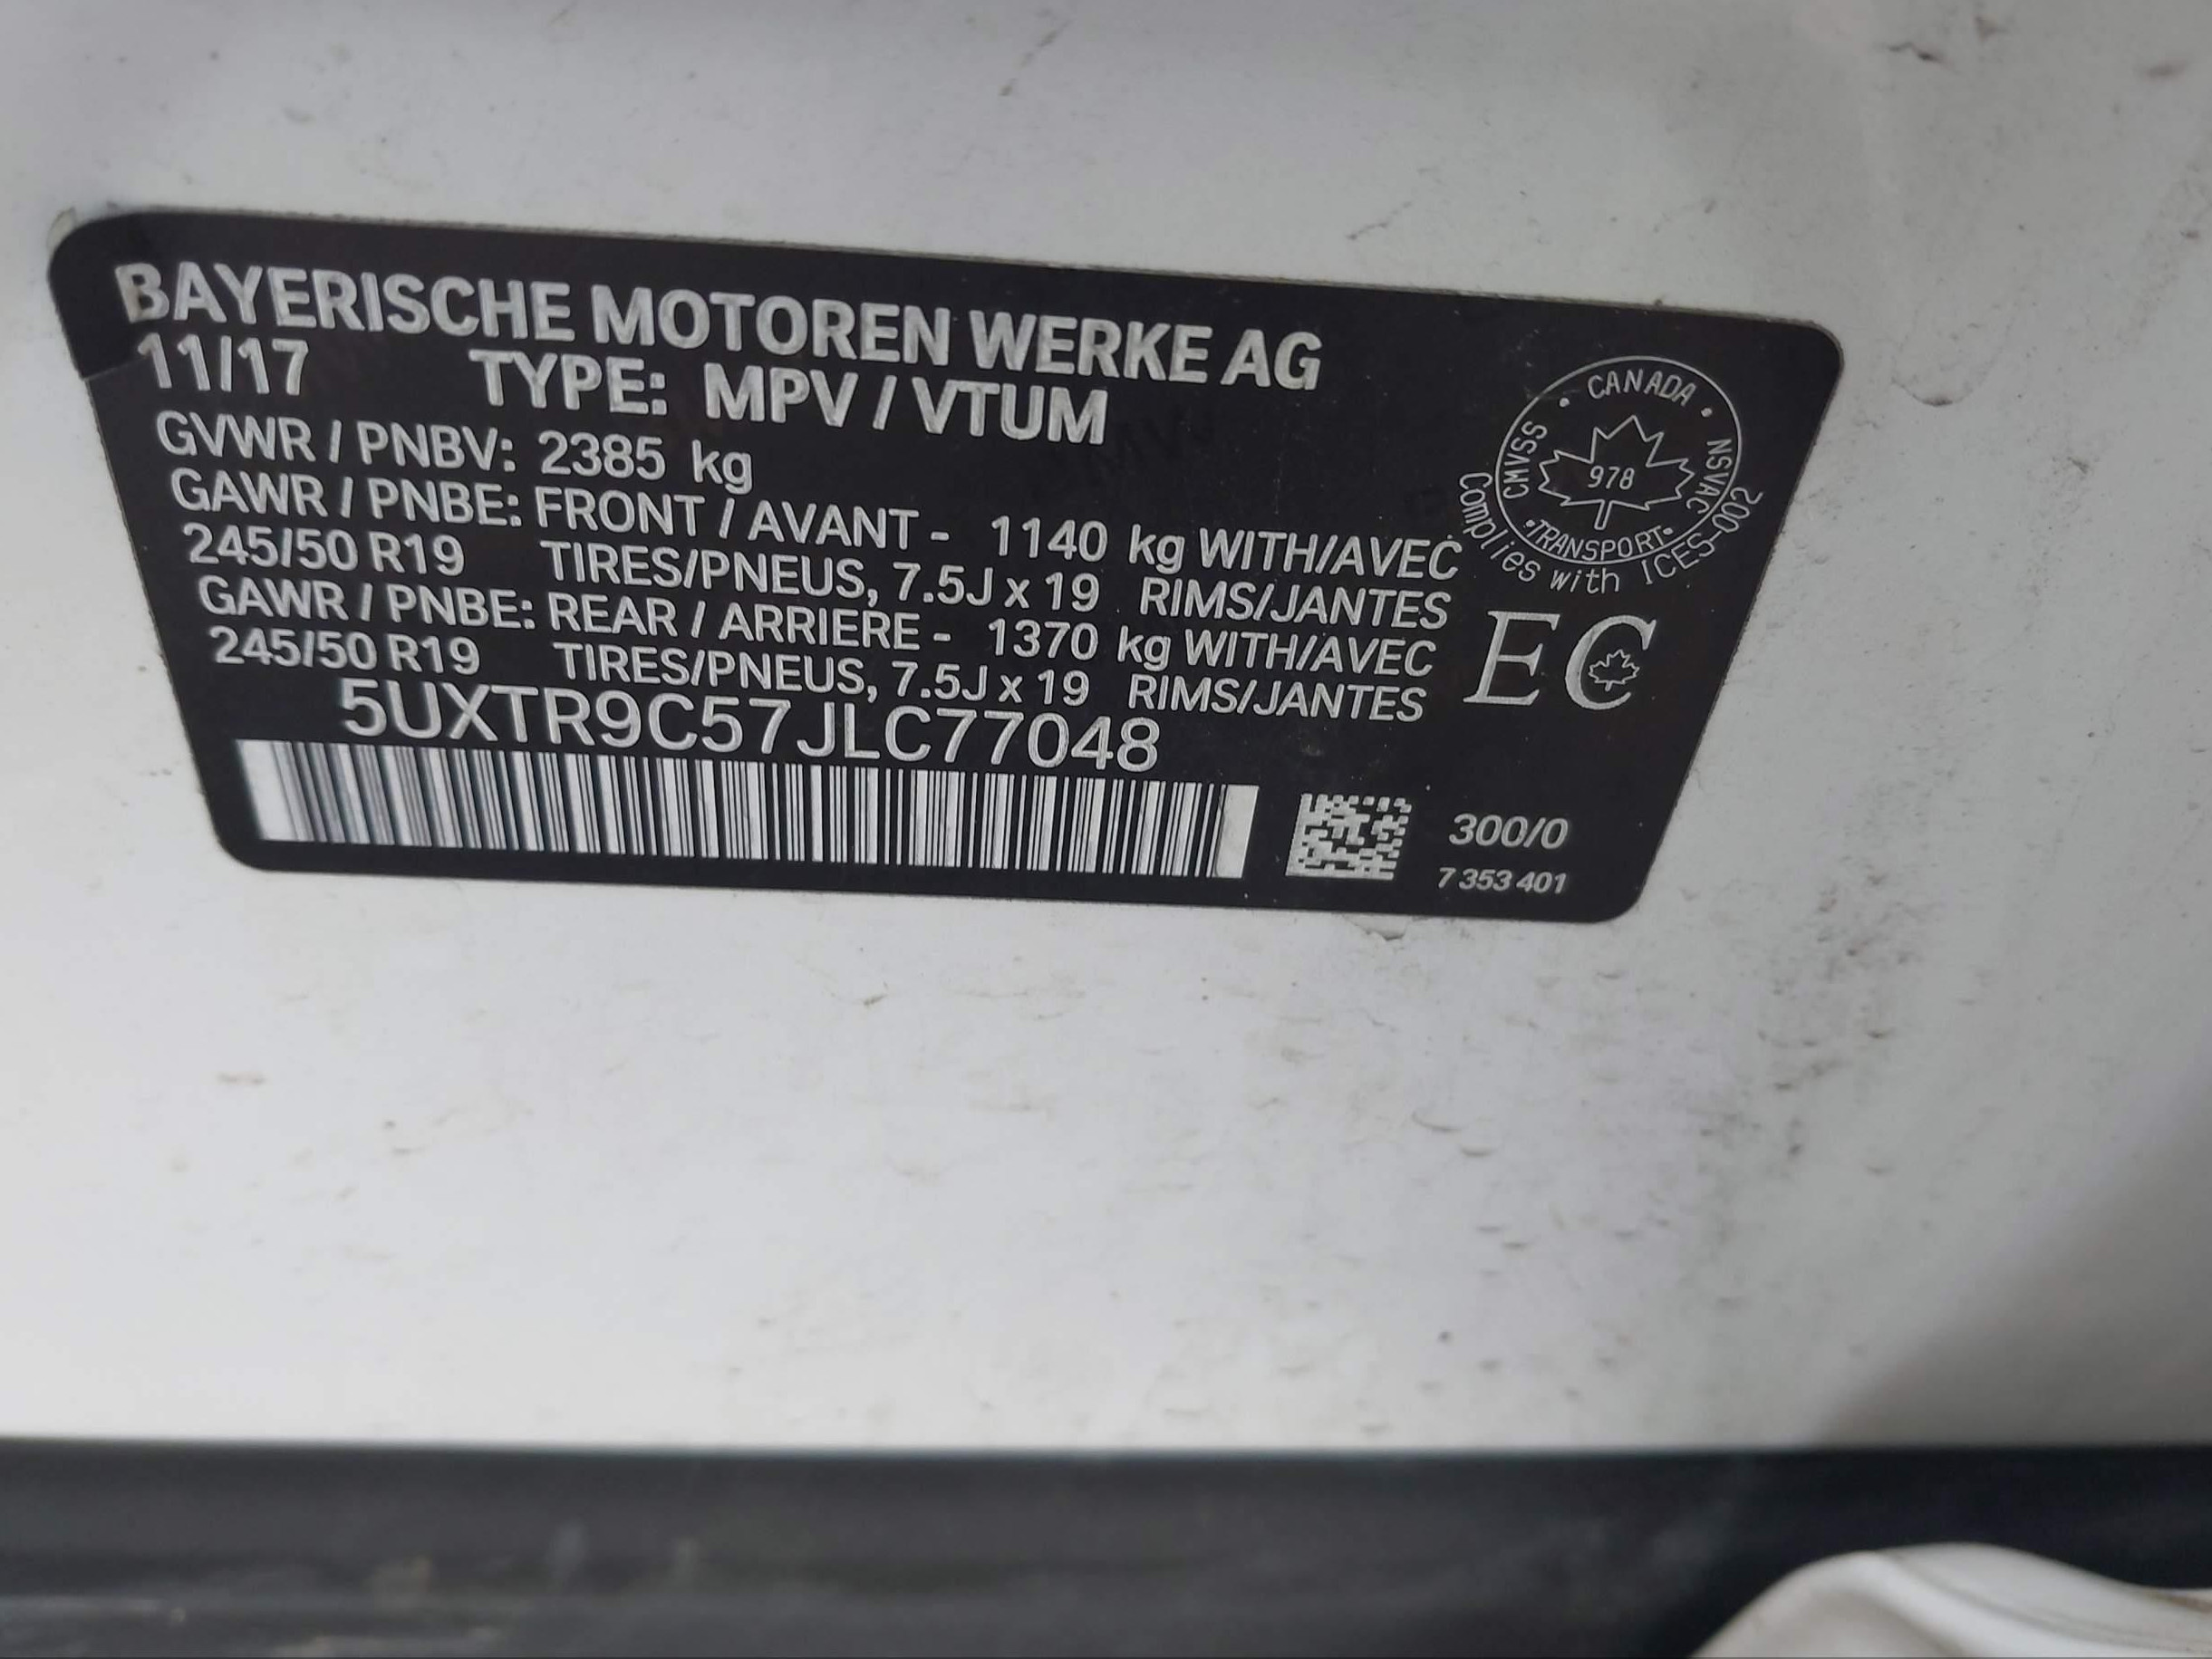 BAYERISCHE MOTOREN WERKE AG
11/17 TYPE: MPV / VTUM
GVWR / PNBV: 2385 kg
GAWR / PNBE: FRONT / AVANT - 1140 kg WITH/AVEC
245/50 R19 TIRES/PNEUS, 7.5J x 19 RIMS/JANTES
GAWR / PNBE: REAR / ARRIERE - 1370 kg WITH/AVEC
245/50 R19 TIRES/PNEUS, 7.5J x 19 RIMS/JANTES
5UXTR9C57JLC77048
CANADA
CMVSS
NSVAC
978
TRANSPORT
Complies with ICES-002
EC
300/0
7 353 401